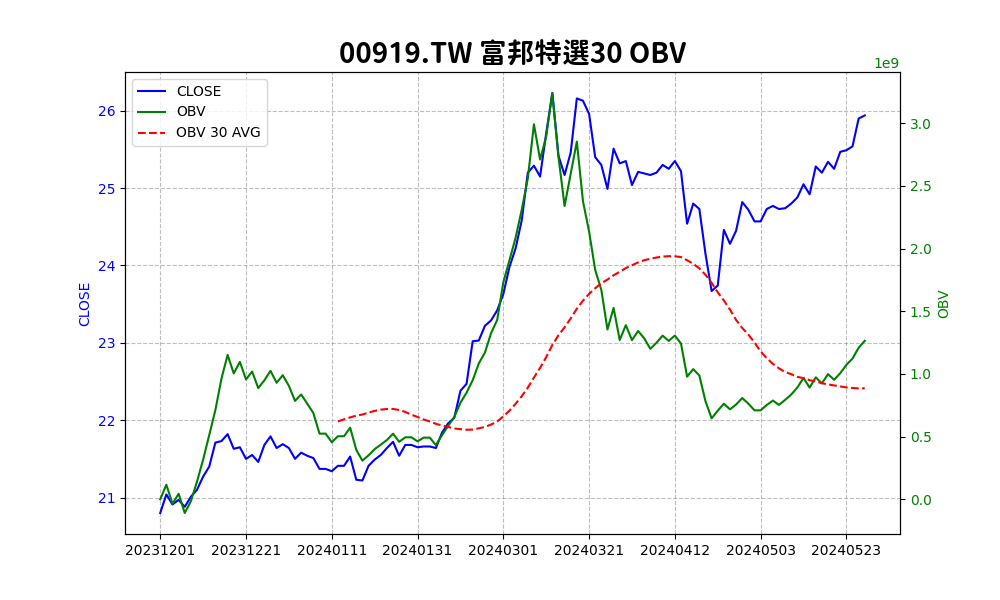 00919.TW 富邦特選30 OBV
1e9
CLOSE
OBV
OBV 30 AVG
26
25
24
23
22
21
CLOSE
3.0
2.5
2.0
1.5
1.0
0.5
0.0
OBV
20231201 20231221 20240111 20240131 20240301 20240321 20240412 20240503 20240523